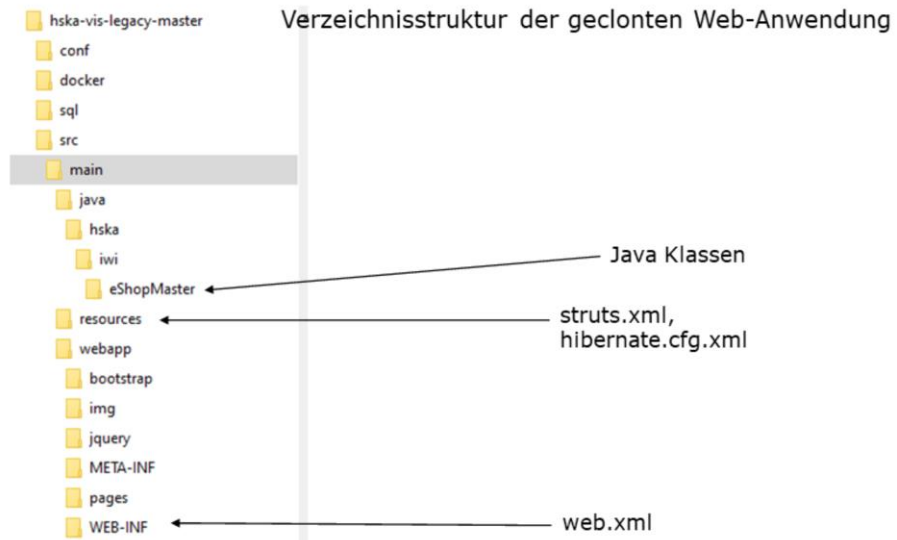 hska-vis-legacy-master
Verzeichnisstruktur der geclonten Web-Anwendung
conf
docker
sql
src
main
java
hska
iwi
Java Klassen
eShopMaster
resources
struts.xml,
hibernate.cfg.xml
webapp
bootstrap
img
jquery
META-INF
pages
WEB-INF
web.xml